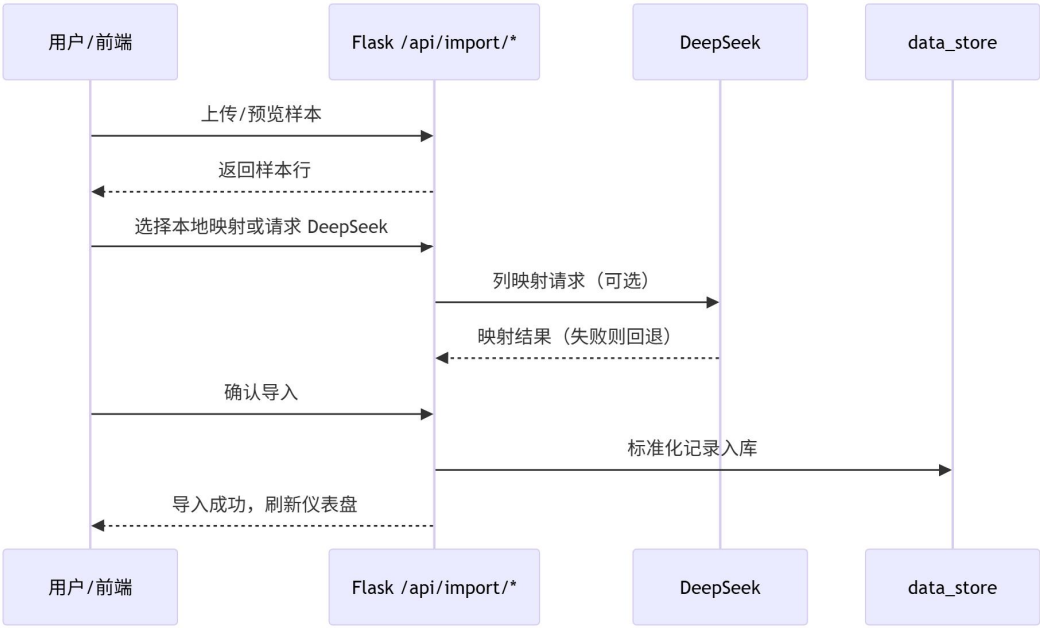 用户/前端
Flask /api/import/*
DeepSeek
data_store
上传/预览样本
返回样本行
选择本地映射或请求 DeepSeek
列映射请求（可选）
映射结果（失败则回退）
确认导入
标准化记录入库
导入成功，刷新仪表盘
用户/前端
Flask /api/import/*
DeepSeek
data_store